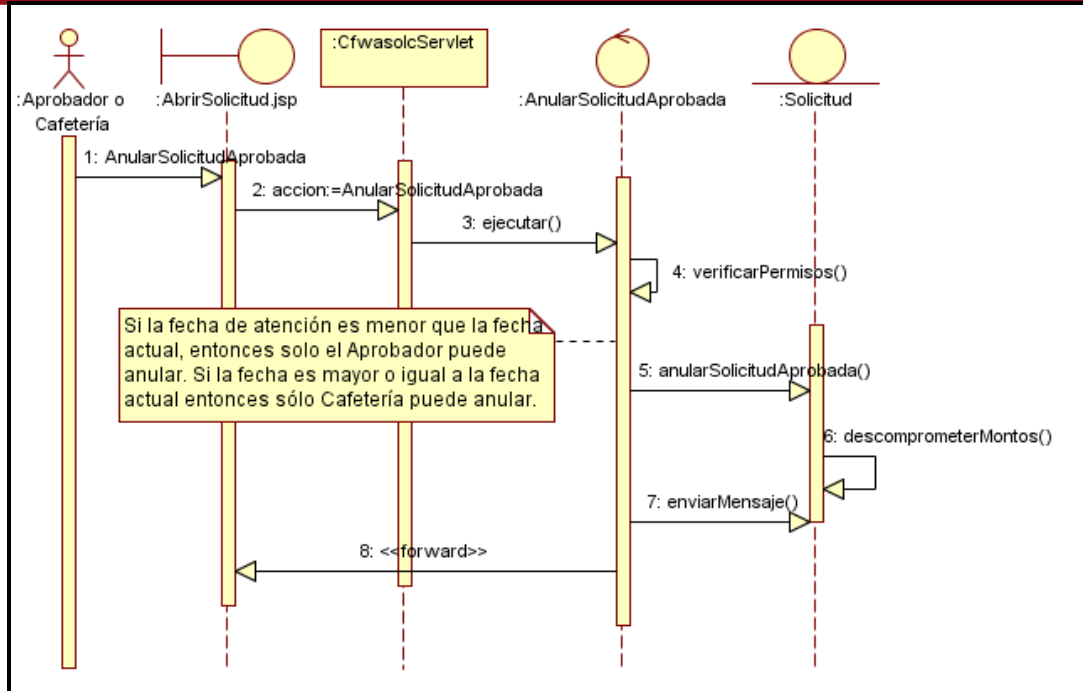 :Aprobador o
Cafetería
:AbrirSolicitud.jsp
:CfwasolcServlet
:AnularSolicitudAprobada
:Solicitud
1: AnularSolicitudAprobada
2: accion:=AnularSolicitudAprobada
3: ejecutar()
4: verificarPermisos()
Si la fecha de atención es menor que la fecha
actual, entonces solo el Aprobador puede
anular. Si la fecha es mayor o igual a la fecha
actual entonces sólo Cafetería puede anular.
5: anularSolicitudAprobada()
6: descomprometerMontos()
7: enviarMensaje()
8: <<forward>>